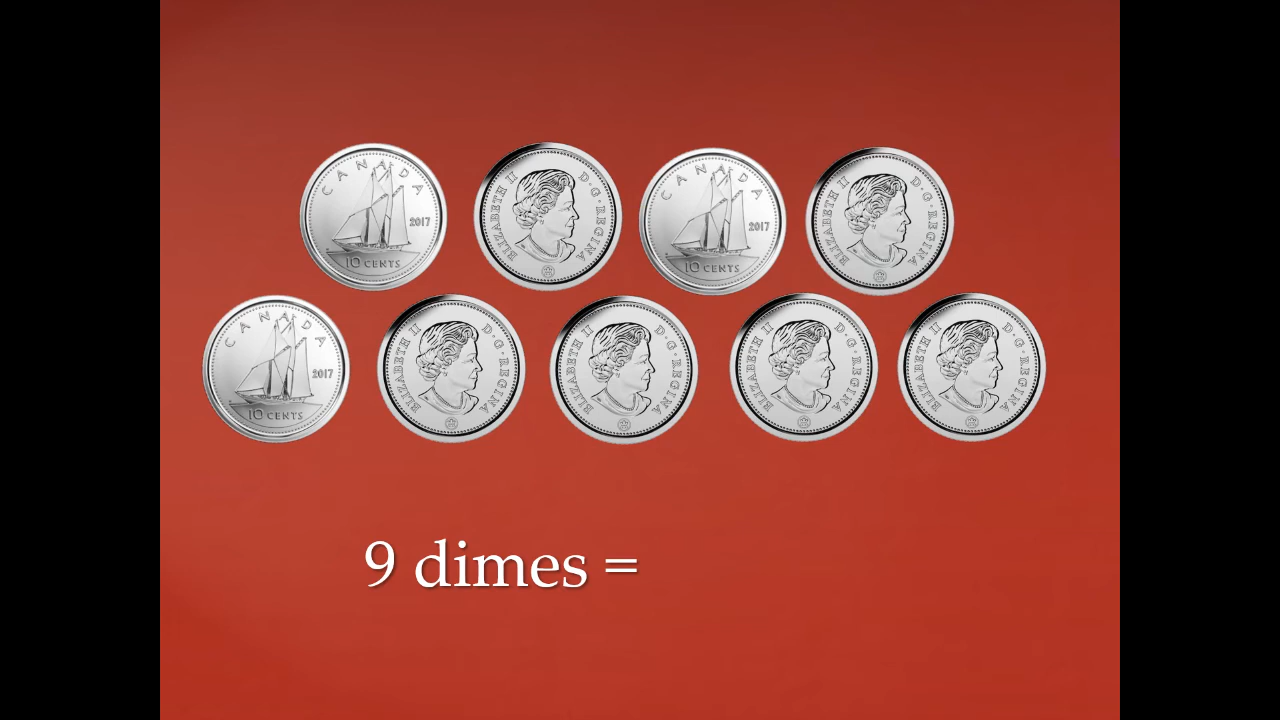 CANADA
2017
10 CENTS
ELIZABETH II D·G·REGINA
CANADA
2017
10 CENTS
ELIZABETH II D·G·REGINA
CANADA
2017
10 CENTS
ELIZABETH II D·G·REGINA
ELIZABETH II D·G·REGINA
ELIZABETH II D·G·REGINA
ELIZABETH II D·G·REGINA
9 dimes =